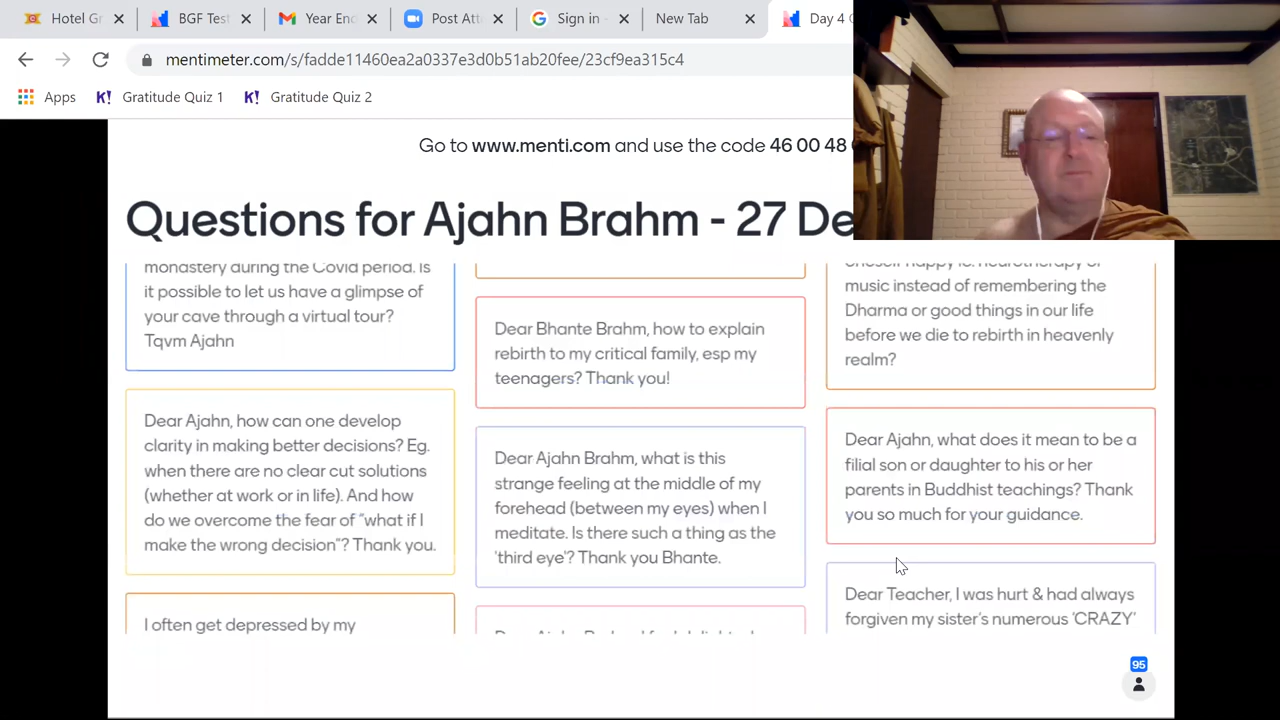 Hotel Gr
BGF Test
Year End
Post Att
Sign in -
New Tab
Day 4
mentimeter.com/s/fadde11460ea2a0337e3d0b51ab20fee/23cf9ea315c4
Apps
Gratitude Quiz 1
Gratitude Quiz 2
Go to www.menti.com and use the code 46 00 48
Questions for Ajahn Brahm - 27 De
monastery during the Covid period. Is
it possible to let us have a glimpse of
your cave through a virtual tour?
Tqvm Ajahn
Dear Ajahn, how can one develop
clarity in making better decisions? Eg.
when there are no clear cut solutions
(whether at work or in life). And how
do we overcome the fear of "what if I
make the wrong decision"? Thank you.
I often get depressed by my
Dear Bhante Brahm, how to explain
rebirth to my critical family, esp my
teenagers? Thank you!
Dear Ajahn Brahm, what is this
strange feeling at the middle of my
forehead (between my eyes) when I
meditate. Is there such a thing as the
'third eye'? Thank you Bhante.
oneself happy ie. neurotherapy or
music instead of remembering the
Dharma or good things in our life
before we die to rebirth in heavenly
realm?
Dear Ajahn, what does it mean to be a
filial son or daughter to his or her
parents in Buddhist teachings? Thank
you so much for your guidance.
Dear Teacher, I was hurt & had always
forgiven my sister's numerous 'CRAZY'
95